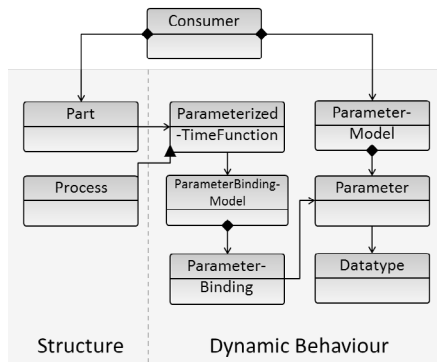 Consumer
Part
Parameterized
-TimeFunction
Parameter-
Model
Process
ParameterBinding-
Model
Parameter
Parameter-
Binding
Datatype
Structure
Dynamic Behaviour